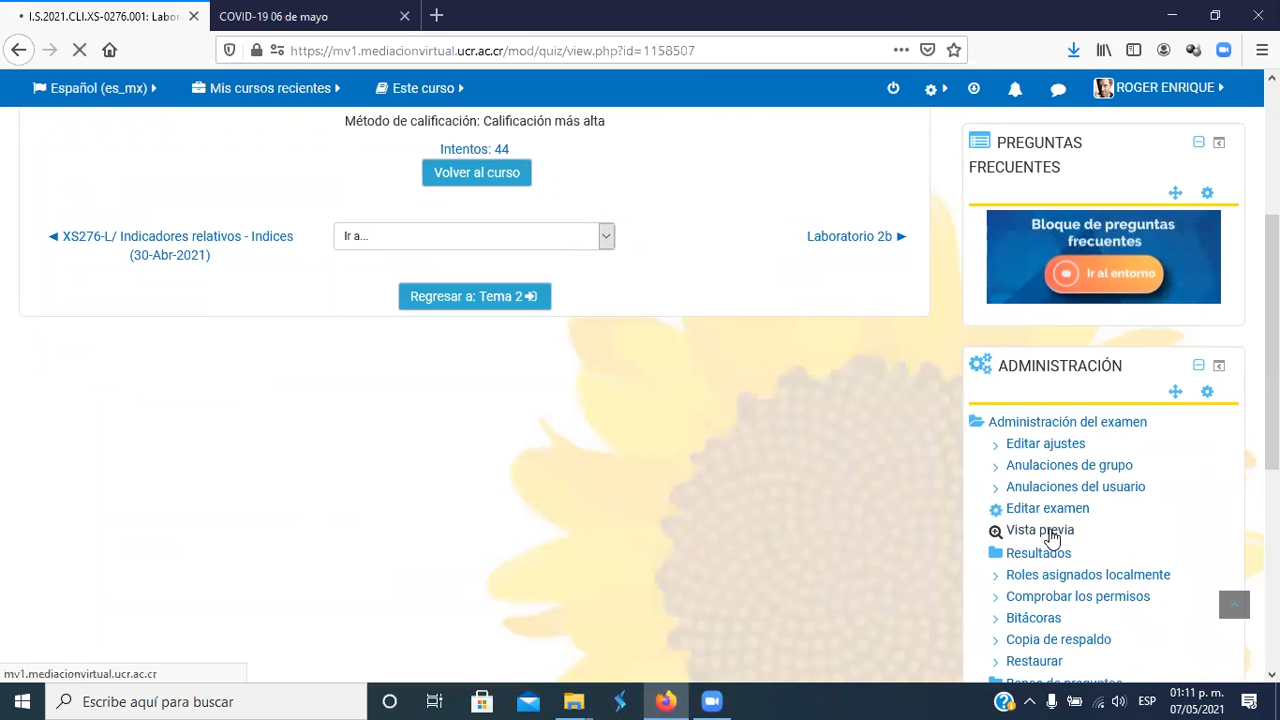 I.S.2021.CLI.XS-0276.001: Labor
COVID-19 06 de mayo
https://mv1.mediacionvirtual.ucr.ac.cr/mod/quiz/view.php?id=1158507
Español (es_mx)
Mis cursos recientes
Este curso
ROGER ENRIQUE
Método de calificación: Calificación más alta
Intentos: 44
Volver al curso
◄ XS276-L/ Indicadores relativos - Indices
(30-Abr-2021)
Ir a...
Laboratorio 2b ►
Regresar a: Tema 2
PREGUNTAS
FRECUENTES
Bloque de preguntas
frecuentes
Ir al entorno
ADMINISTRACIÓN
Administración del examen
Editar ajustes
Anulaciones de grupo
Anulaciones del usuario
Editar examen
Vista previa
Resultados
Roles asignados localmente
Comprobar los permisos
Bitácoras
Copia de respaldo
Restaurar
Banco de preguntas
mv1.mediacionvirtual.ucr.ac.cr
Escribe aquí para buscar
ESP
01:11 p. m.
07/05/2021